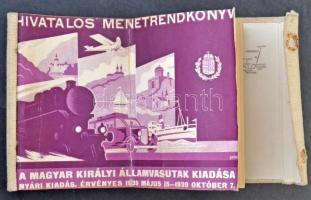 HIVATALOS MENETRENDKÖNYV
A MAGYAR KIRÁLYI ÁLLAMVASUTAK KIADÁSA
NYÁRI KIADÁS. ÉRVÉNYES 1939 MÁJUS 15-1939 OKTÓBER 7.